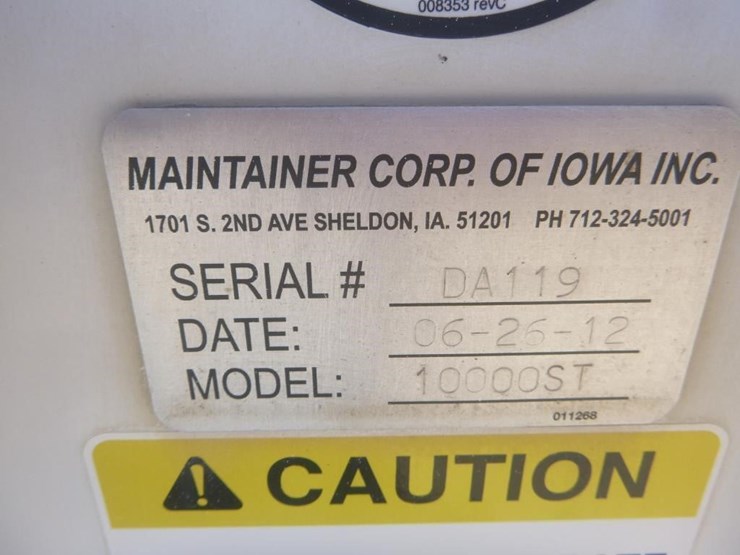 008353 revC
MAINTAINER CORP. OF IOWA INC.
1701 S. 2ND AVE SHELDON, IA. 51201 PH 712-324-5001
SERIAL # DA119
DATE: 06-26-12
MODEL: 10000ST
011268
CAUTION